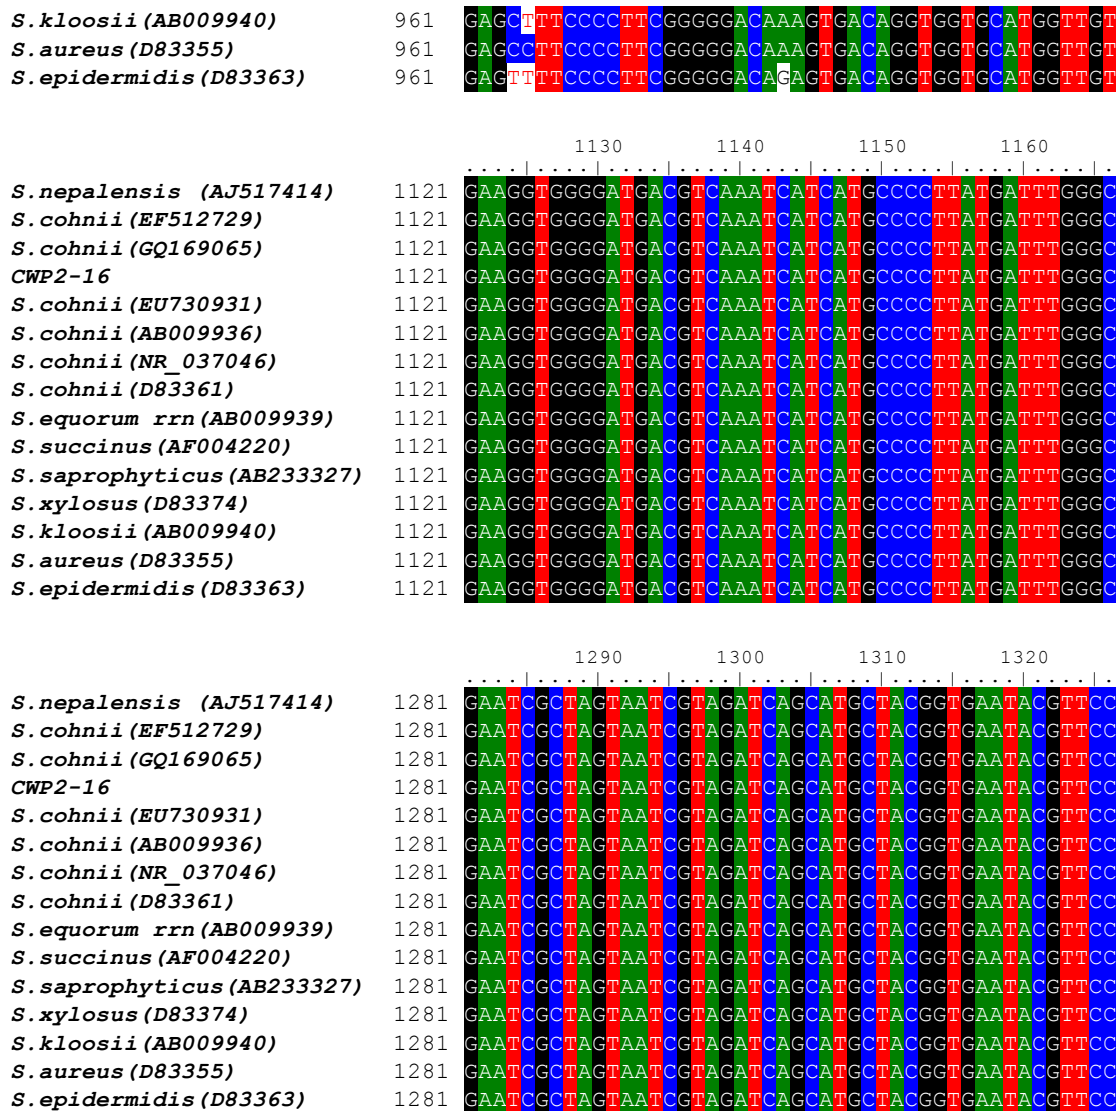 S.kloosii(AB009940) 961 GAGCTTTCCCCTTCGGGGGACAAAGTGACAGGTGGTGCATGGTTGT
S.aureus(D83355) 961 GAGCCTTCCCCTTCGGGGGACAAAGTGACAGGTGGTGCATGGTTGT
S.epidermidis(D83363) 961 GAGTTTTCCCCTTCGGGGGACAGAGTGACAGGTGGTGCATGGTTGT
1130 1140 1150 1160
S.nepalensis (AJ517414) 1121 GAAGGTGGGGATGACGTCAAATCATCATGCCCCTTATGATTTGGGC
S.cohnii(EF512729) 1121 GAAGGTGGGGATGACGTCAAATCATCATGCCCCTTATGATTTGGGC
S.cohnii(GQ169065) 1121 GAAGGTGGGGATGACGTCAAATCATCATGCCCCTTATGATTTGGGC
CWP2-16 1121 GAAGGTGGGGATGACGTCAAATCATCATGCCCCTTATGATTTGGGC
S.cohnii(EU730931) 1121 GAAGGTGGGGATGACGTCAAATCATCATGCCCCTTATGATTTGGGC
S.cohnii(AB009936) 1121 GAAGGTGGGGATGACGTCAAATCATCATGCCCCTTATGATTTGGGC
S.cohnii(NR_037046) 1121 GAAGGTGGGGATGACGTCAAATCATCATGCCCCTTATGATTTGGGC
S.cohnii(D83361) 1121 GAAGGTGGGGATGACGTCAAATCATCATGCCCCTTATGATTTGGGC
S.equorum rrn(AB009939) 1121 GAAGGTGGGGATGACGTCAAATCATCATGCCCCTTATGATTTGGGC
S.succinus(AF004220) 1121 GAAGGTGGGGATGACGTCAAATCATCATGCCCCTTATGATTTGGGC
S.saprophyticus(AB233327) 1121 GAAGGTGGGGATGACGTCAAATCATCATGCCCCTTATGATTTGGGC
S.xylosus(D83374) 1121 GAAGGTGGGGATGACGTCAAATCATCATGCCCCTTATGATTTGGGC
S.kloosii(AB009940) 1121 GAAGGTGGGGATGACGTCAAATCATCATGCCCCTTATGATTTGGGC
S.aureus(D83355) 1121 GAAGGTGGGGATGACGTCAAATCATCATGCCCCTTATGATTTGGGC
S.epidermidis(D83363) 1121 GAAGGTGGGGATGACGTCAAATCATCATGCCCCTTATGATTTGGGC
1290 1300 1310 1320
S.nepalensis (AJ517414) 1281 GAATCGCTAGTAATCGTAGATCAGCATGCTACGGTGAATACGTTCC
S.cohnii(EF512729) 1281 GAATCGCTAGTAATCGTAGATCAGCATGCTACGGTGAATACGTTCC
S.cohnii(GQ169065) 1281 GAATCGCTAGTAATCGTAGATCAGCATGCTACGGTGAATACGTTCC
CWP2-16 1281 GAATCGCTAGTAATCGTAGATCAGCATGCTACGGTGAATACGTTCC
S.cohnii(EU730931) 1281 GAATCGCTAGTAATCGTAGATCAGCATGCTACGGTGAATACGTTCC
S.cohnii(AB009936) 1281 GAATCGCTAGTAATCGTAGATCAGCATGCTACGGTGAATACGTTCC
S.cohnii(NR_037046) 1281 GAATCGCTAGTAATCGTAGATCAGCATGCTACGGTGAATACGTTCC
S.cohnii(D83361) 1281 GAATCGCTAGTAATCGTAGATCAGCATGCTACGGTGAATACGTTCC
S.equorum rrn(AB009939) 1281 GAATCGCTAGTAATCGTAGATCAGCATGCTACGGTGAATACGTTCC
S.succinus(AF004220) 1281 GAATCGCTAGTAATCGTAGATCAGCATGCTACGGTGAATACGTTCC
S.saprophyticus(AB233327) 1281 GAATCGCTAGTAATCGTAGATCAGCATGCTACGGTGAATACGTTCC
S.xylosus(D83374) 1281 GAATCGCTAGTAATCGTAGATCAGCATGCTACGGTGAATACGTTCC
S.kloosii(AB009940) 1281 GAATCGCTAGTAATCGTAGATCAGCATGCTACGGTGAATACGTTCC
S.aureus(D83355) 1281 GAATCGCTAGTAATCGTAGATCAGCATGCTACGGTGAATACGTTCC
S.epidermidis(D83363) 1281 GAATCGCTAGTAATCGTAGATCAGCATGCTACGGTGAATACGTTCC